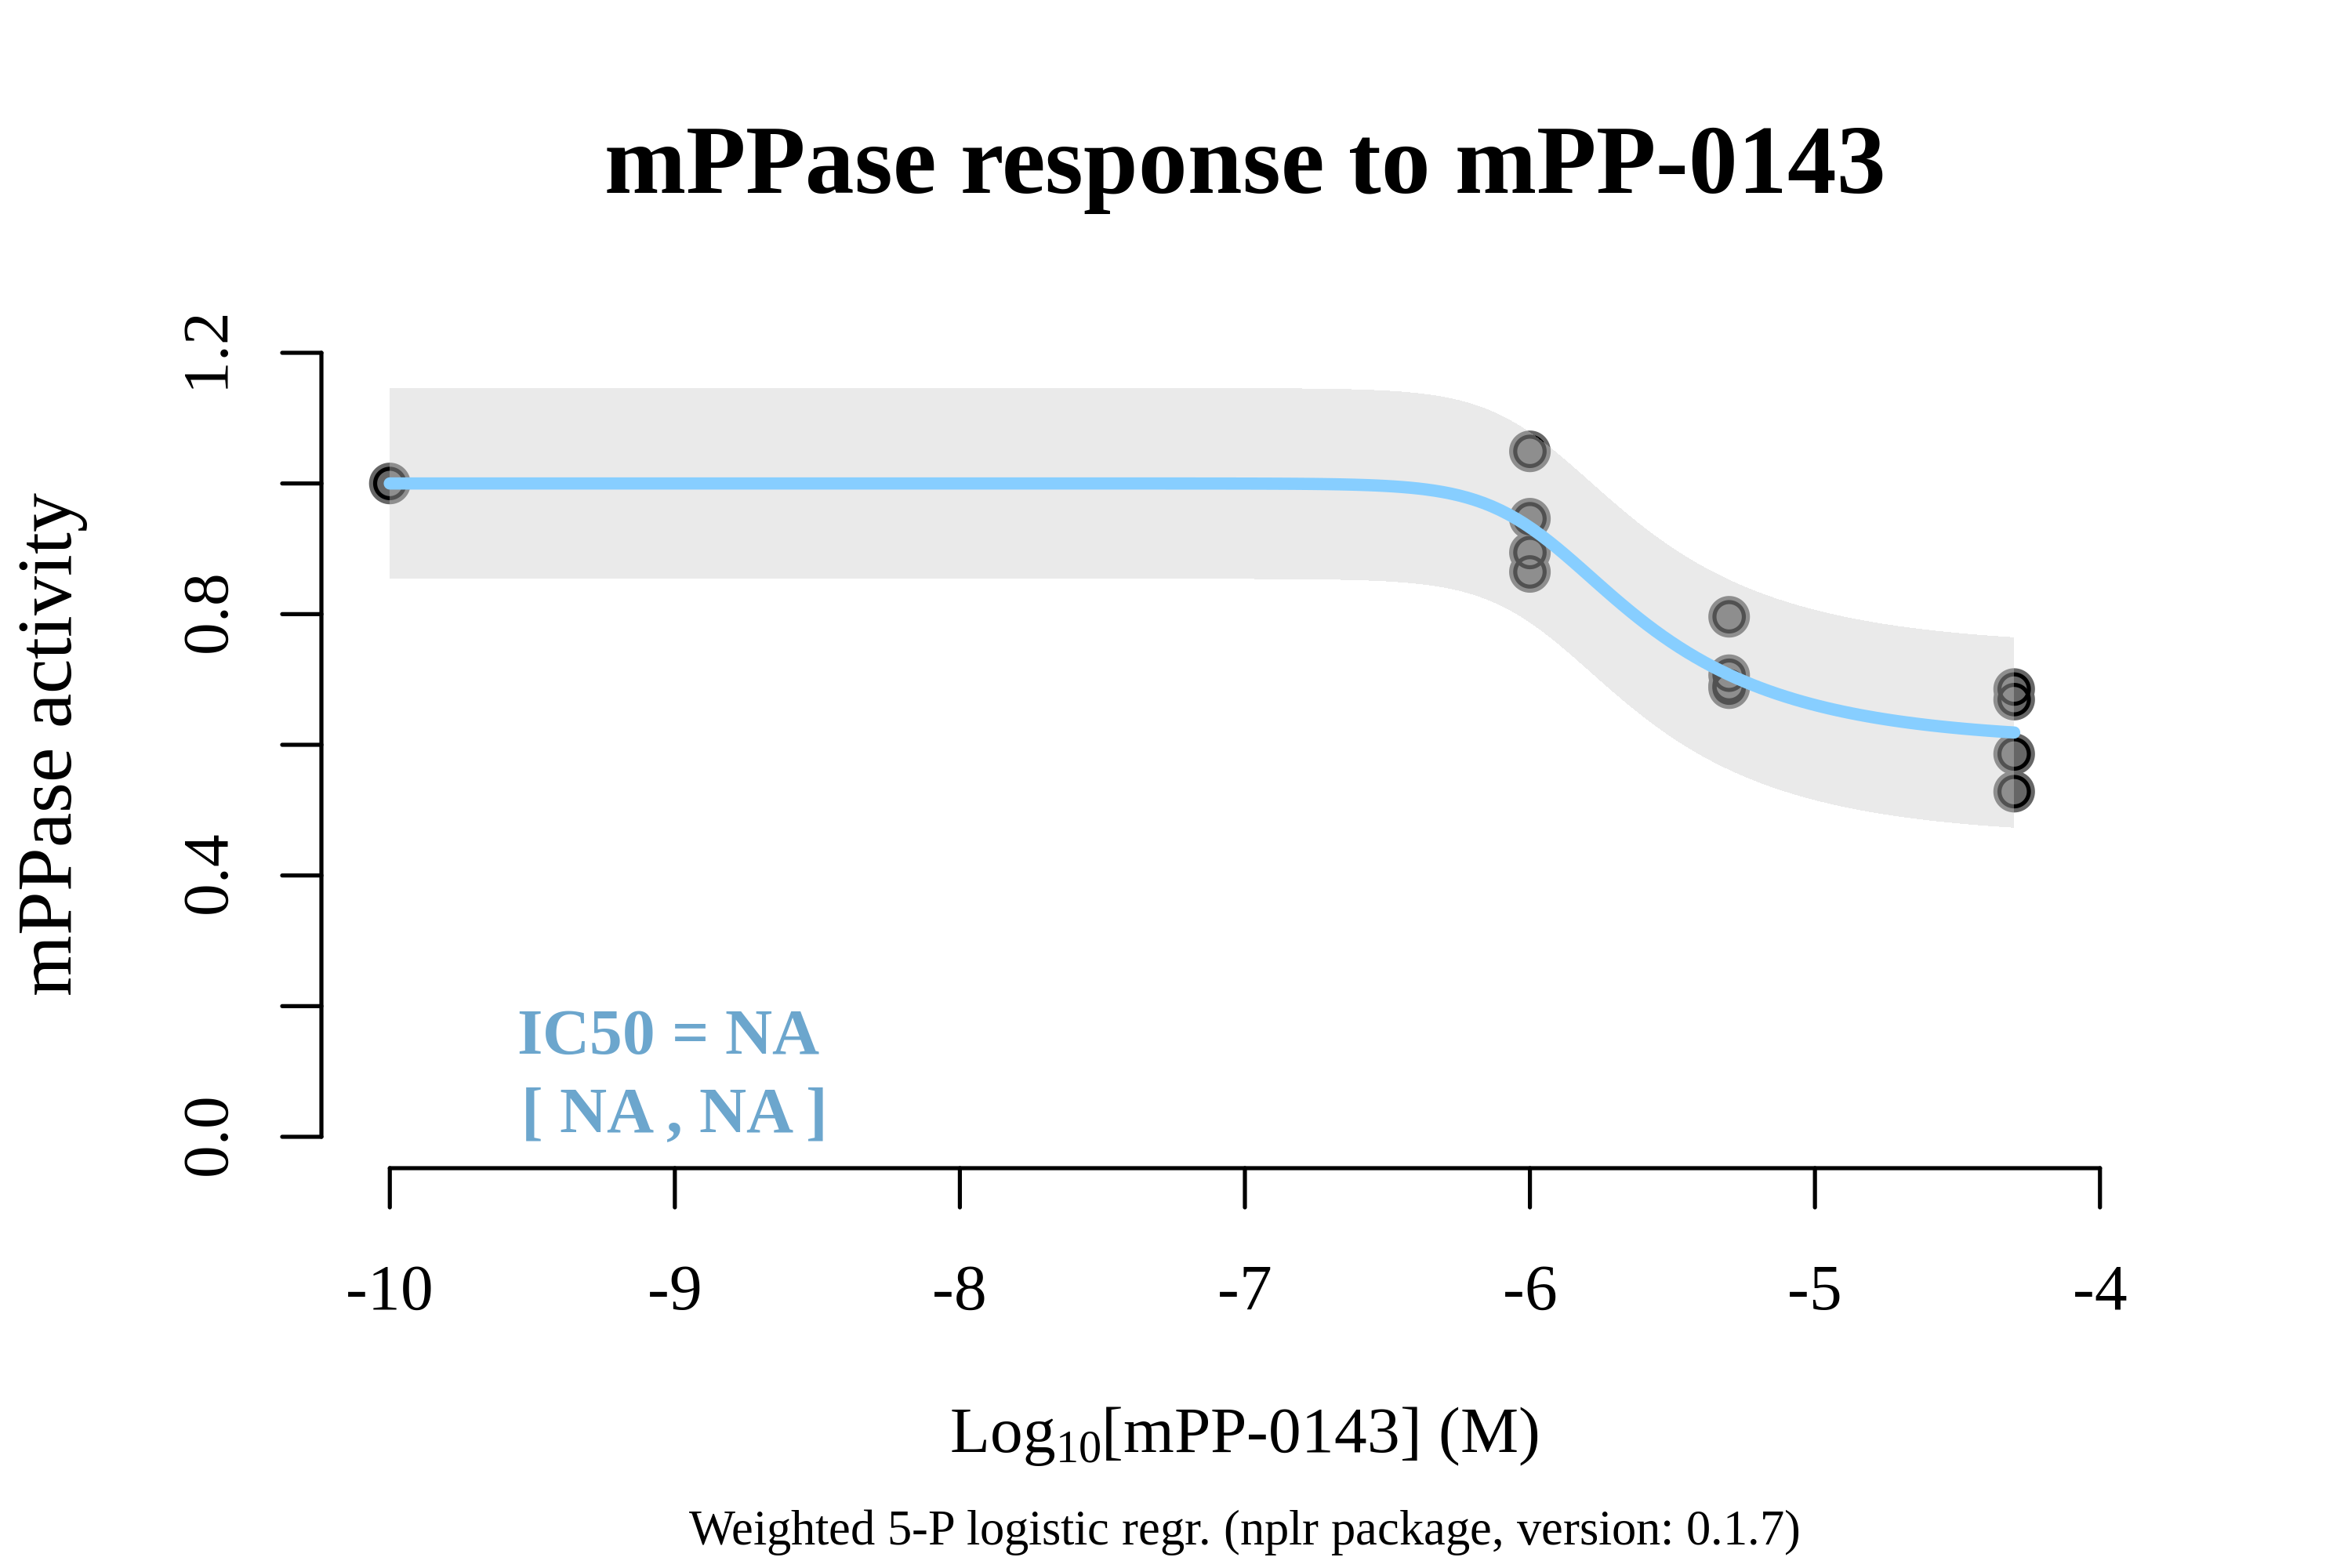 mPPase response to mPP-0143
mPPase activity
1.2
0.8
0.4
0.0
IC50 = NA
[ NA , NA ]
-10 -9 -8 -7 -6 -5 -4
Log10[mPP-0143] (M)
Weighted 5-P logistic regr. (nplr package, version: 0.1.7)